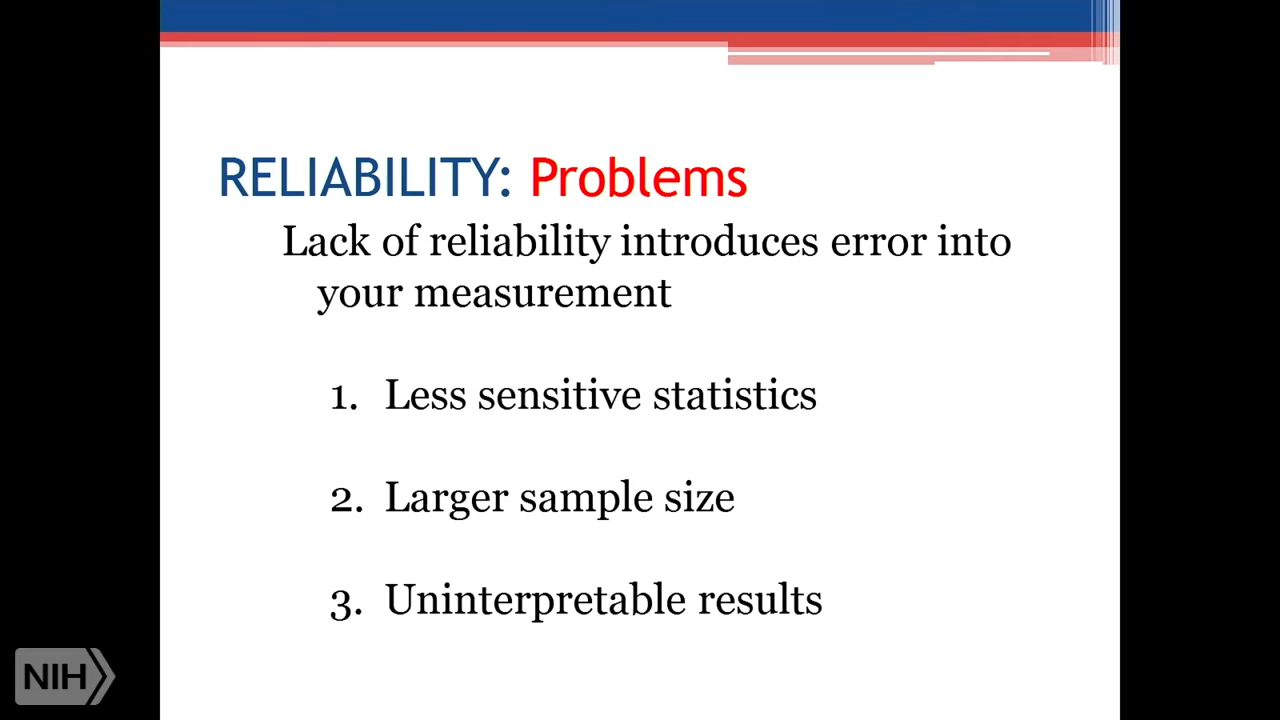 RELIABILITY: Problems
Lack of reliability introduces error into
your measurement
1. Less sensitive statistics
2. Larger sample size
3. Uninterpretable results
NIH